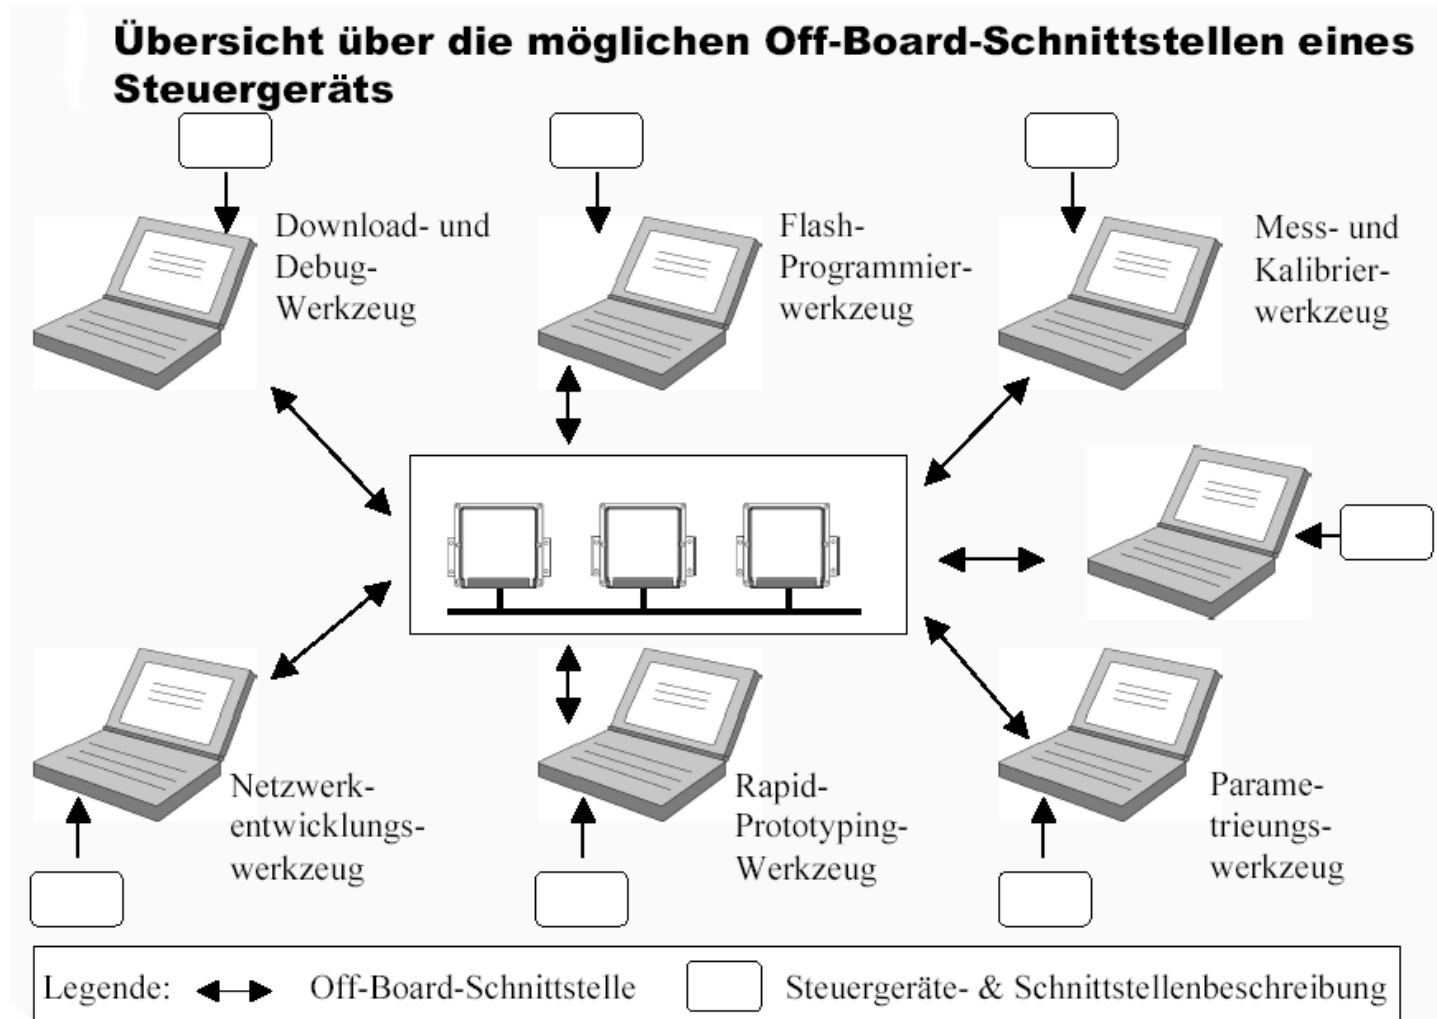 Übersicht über die möglichen Off-Board-Schnittstellen eines
Steuergeräts
Download- und
Debug-
Werkzeug
Flash-
Programmier-
werkzeug
Mess- und
Kalibrier-
werkzeug
Netzwerk-
entwicklungs-
werkzeug
Rapid-
Prototyping-
Werkzeug
Parame-
trieungs-
werkzeug
Legende:
Off-Board-Schnittstelle
Steuergeräte- & Schnittstellenbeschreibung